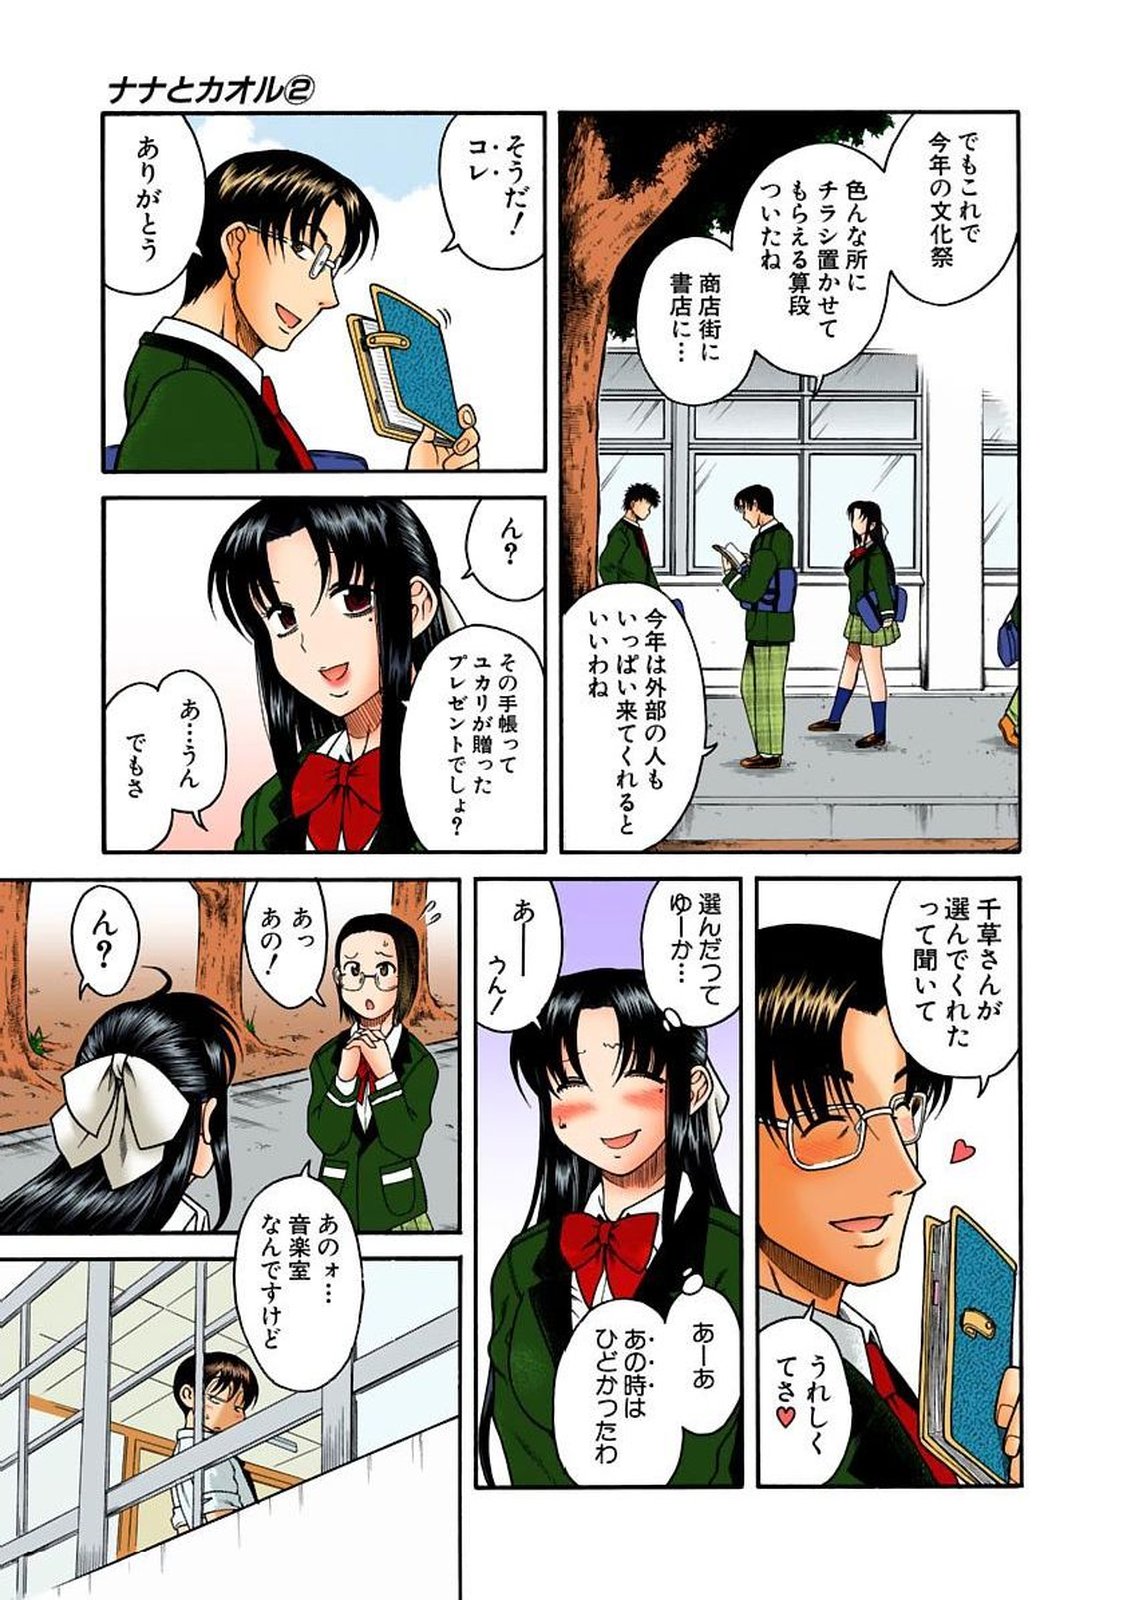 ナナとカオル②
でもこれで
今年の文化祭
色んな所に
チラシ置かせて
もらえる算段
ついたね
商店街に
書店に…
今年は外部の人も
いっぱい来てくれると
いいわね
そうだ！
コレ
ありがとう
ん？
その手帳って
ユカリが贈った
プレゼントでしょ？
あ…うん
でもさ
千草さんが
選んでくれた
って聞いて
うれしく
てさ♥
選んだって
ゆーか…
あー
うん！
あーあ
あの時は
ひどかったわ
あっ
あの！
ん？
あのォ…
音楽室
なんですけど